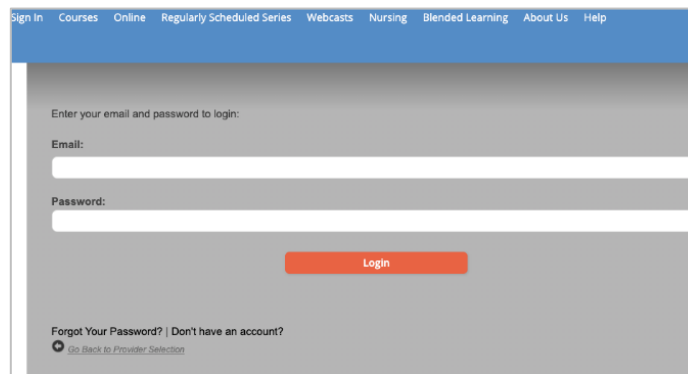 Sign In Courses Online Regularly Scheduled Series Webcasts Nursing Blended Learning About Us Help
Enter your email and password to login:
Email:
Password:
Login
Forgot Your Password? | Don't have an account?
Go Back to Provider Selection